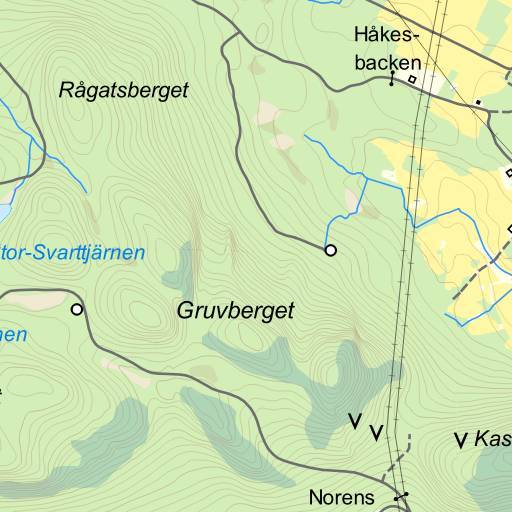 Håkes-
backen
Rågatsberget
tor-Svarttjärnen
Gruvberget
nen
Kas
Norens